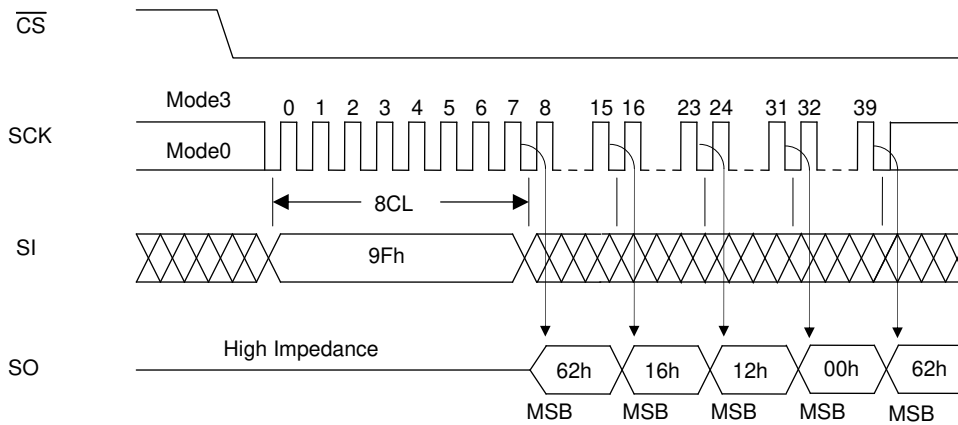 CS
Mode3
0 1 2 3 4 5 6 7 8 15 16 23 24 31 32 39
SCK
Mode0
8CL
SI
9Fh
High Impedance
SO
62h 16h 12h 00h 62h
MSB MSB MSB MSB MSB